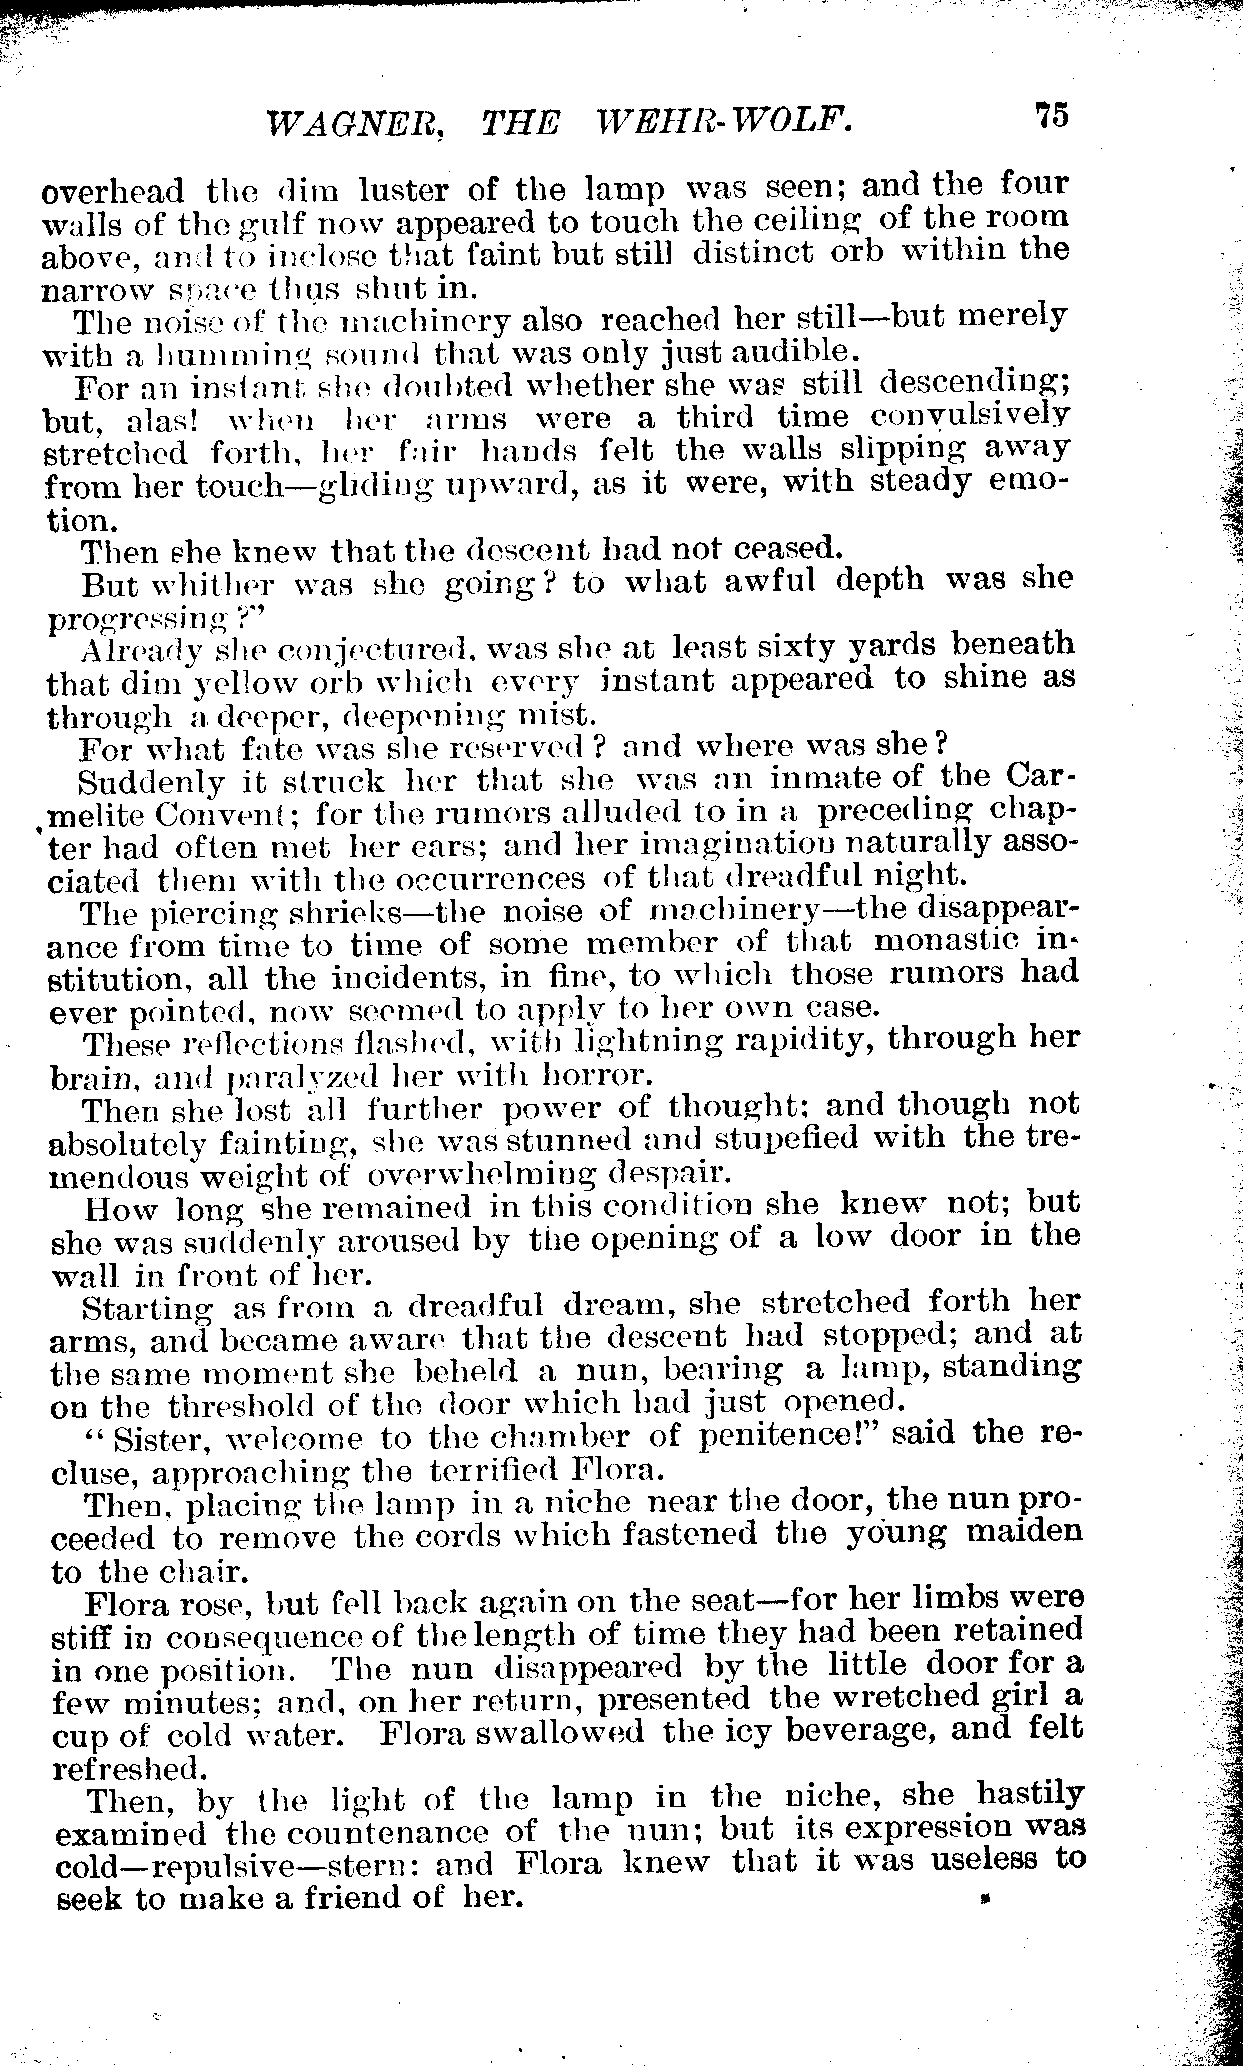 WAGNER, THE WEHR-WOLF. 75
overhead the dim luster of the lamp was seen; and the four
walls of the gulf now appeared to touch the ceiling of the room
above, and to inclose that faint but still distinct orb within the
narrow space thus shut in.
The noise of the machinery also reached her still—but merely
with a humming sound that was only just audible.
For an instant she doubted whether she was still descending;
but, alas! when her arms were a third time convulsively
stretched forth, her fair hands felt the walls slipping away
from her touch—gliding upward, as it were, with steady emo-
tion.
Then she knew that the descent had not ceased.
But whither was she going? to what awful depth was she
progressing?"
Already she conjectured, was she at least sixty yards beneath
that dim yellow orb which every instant appeared to shine as
through a deeper, deepening mist.
For what fate was she reserved? and where was she?
Suddenly it struck her that she was an inmate of the Car-
melite Convent; for the rumors alluded to in a preceding chap-
ter had often met her ears; and her imagination naturally asso-
ciated them with the occurrences of that dreadful night.
The piercing shrieks—the noise of machinery—the disappear-
ance from time to time of some member of that monastic in-
stitution, all the incidents, in fine, to which those rumors had
ever pointed, now seemed to apply to her own case.
These reflections flashed, with lightning rapidity, through her
brain, and paralyzed her with horror.
Then she lost all further power of thought; and though not
absolutely fainting, she was stunned and stupefied with the tre-
mendous weight of overwhelming despair.
How long she remained in this condition she knew not; but
she was suddenly aroused by the opening of a low door in the
wall in front of her.
Starting as from a dreadful dream, she stretched forth her
arms, and became aware that the descent had stopped; and at
the same moment she beheld a nun, bearing a lamp, standing
on the threshold of the door which had just opened.
"Sister, welcome to the chamber of penitence!" said the re-
cluse, approaching the terrified Flora.
Then, placing the lamp in a niche near the door, the nun pro-
ceeded to remove the cords which fastened the young maiden
to the chair.
Flora rose, but fell back again on the seat—for her limbs were
stiff in consequence of the length of time they had been retained
in one position. The nun disappeared by the little door for a
few minutes; and, on her return, presented the wretched girl a
cup of cold water. Flora swallowed the icy beverage, and felt
refreshed.
Then, by the light of the lamp in the niche, she hastily
examined the countenance of the nun; but its expression was
cold—repulsive—stern: and Flora knew that it was useless to
seek to make a friend of her.